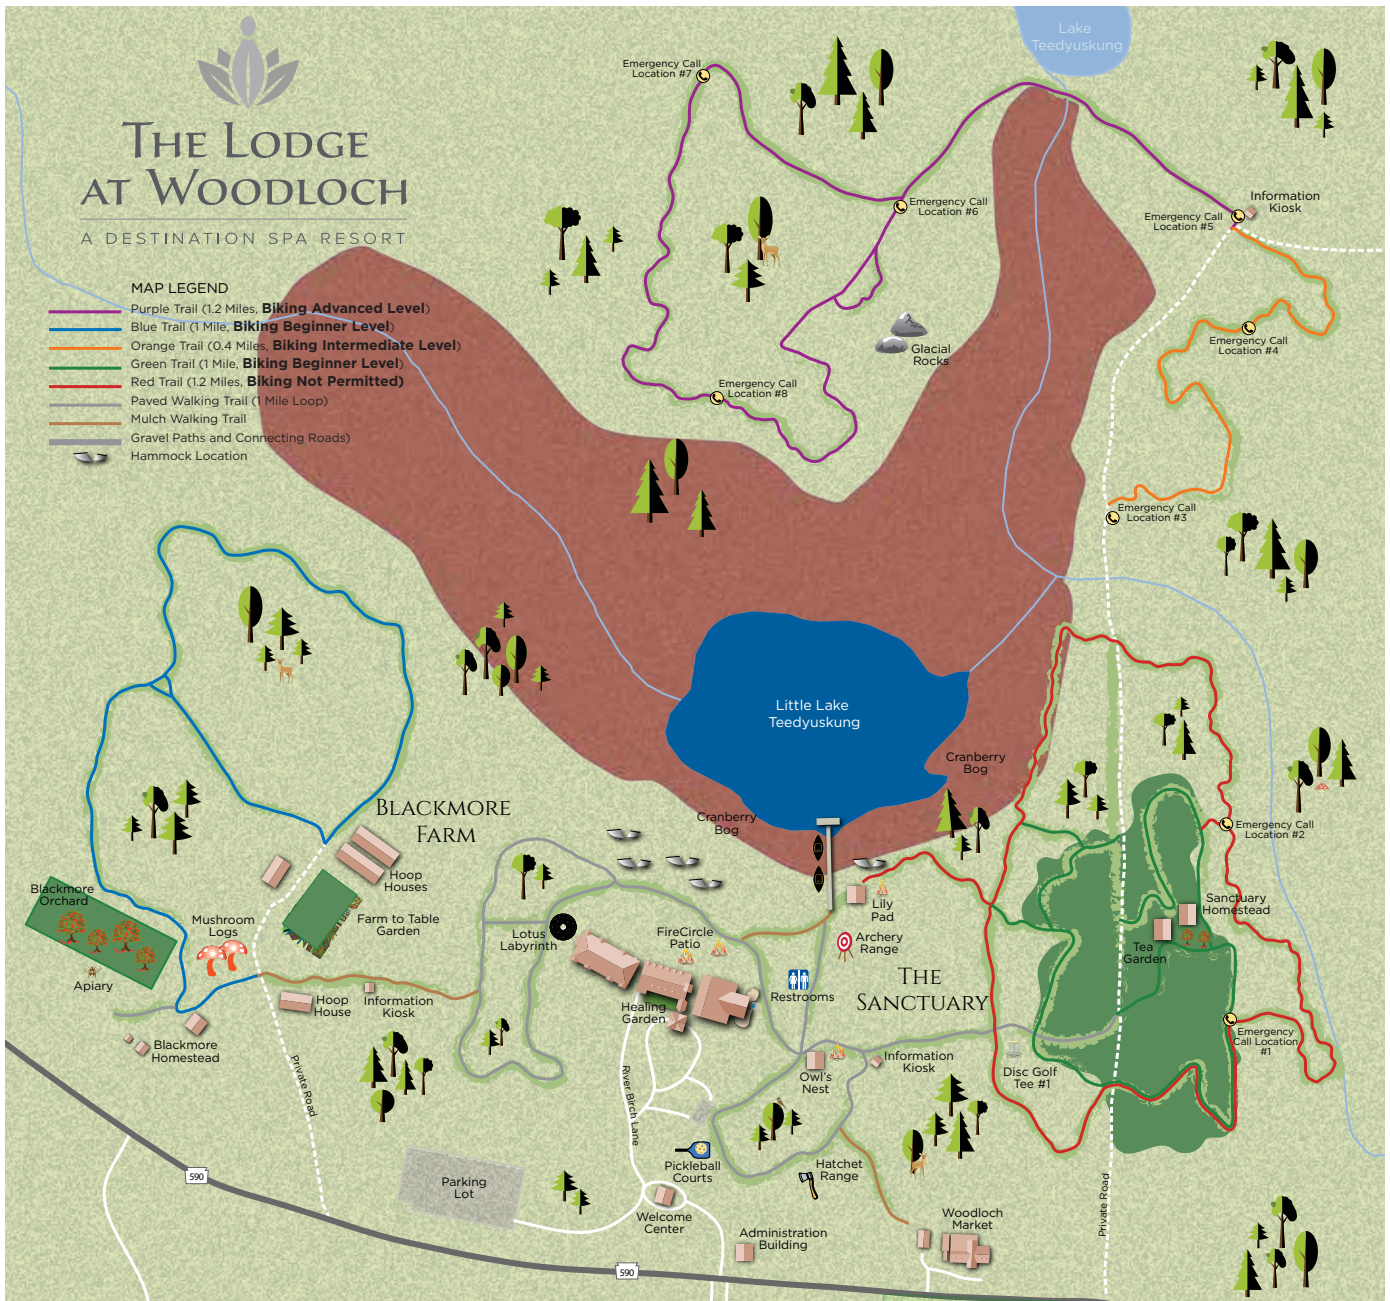 Lake
Teedyuskung
Emergency Call
Location #7
THE LODGE
AT WOODLOCH
A DESTINATION SPA RESORT
Information
Kiosk
Emergency Call
Location #5
Emergency Call
Location #6
MAP LEGEND
Purple Trail (1.2 Miles, Biking Advanced Level)
Blue Trail (1 Mile, Biking Beginner Level)
Orange Trail (0.4 Miles, Biking Intermediate Level)
Green Trail (1 Mile, Biking Beginner Level)
Red Trail (1.2 Miles, Biking Not Permitted)
Paved Walking Trail (1 Mile Loop)
Mulch Walking Trail
Gravel Paths and Connecting Roads)
Hammock Location
Glacial
Rocks
Emergency Call
Location #4
Emergency Call
Location #8
Emergency Call
Location #3
Little Lake
Teedyuskung
Cranberry
Bog
Cranberry
Bog
BLACKMORE
FARM
Emergency Call
Location #2
Hoop
Houses
Blackmore
Orchard
Mushroom
Logs
Farm to Table
Garden
Lotus
Labyrinth
FireCircle
Patio
Lily
Pad
Archery
Range
Sanctuary
Homestead
Tea
Garden
Apiary
Hoop
House
Information
Kiosk
Healing
Garden
Restrooms
THE
SANCTUARY
Blackmore
Homestead
Private Road
River Birch Lane
Owl's
Nest
Information
Kiosk
Disc Golf
Tee #1
Emergency
Call Location
#1
590
Parking
Lot
Pickleball
Courts
Hatchet
Range
Welcome
Center
Administration
Building
Woodloch
Market
Private Road
590